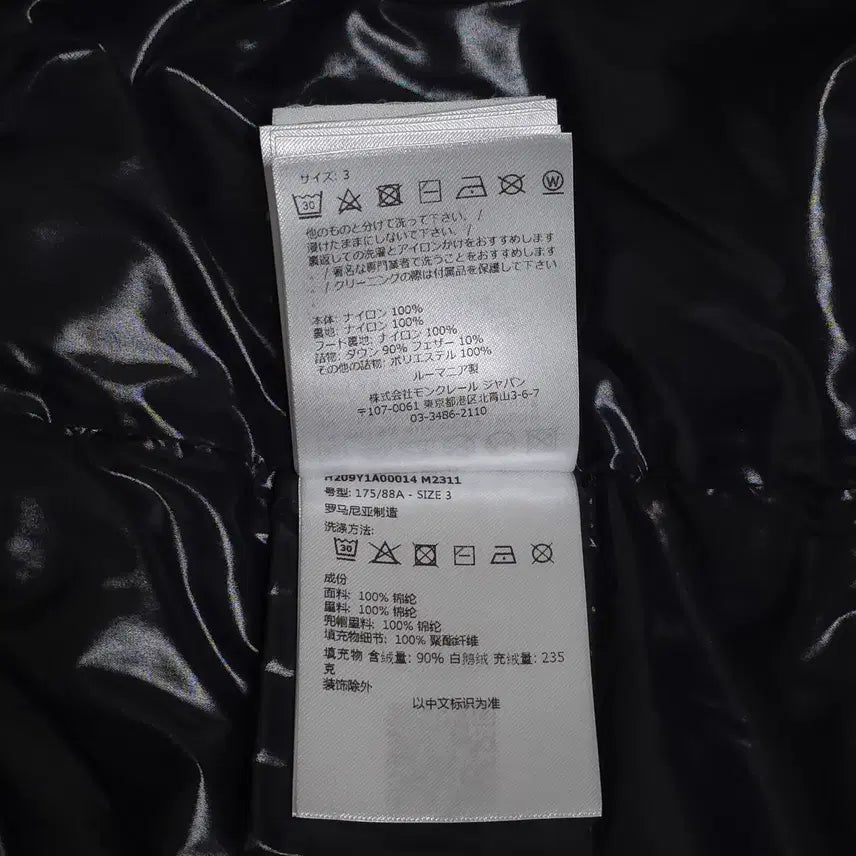 サイズ: 3
30
W
他のものと分けて洗って下さい。 /
浸けたままにしないで下さい。 /
裏返しての洗濯とアイロンかけをおすすめします
。 / 著名な専門業者で洗うことをおすすめします
。 / クリーニングの際は付属品を保護して下さい
。
本体: ナイロン 100%
裏地: ナイロン 100%
フード裏地: ナイロン 100%
詰物: ダウン 90% フェザー 10%
その他の詰物: ポリエステル 100%
ルーマニア製
株式会社モンクレール ジャパン
〒107-0061 東京都港区北青山3-6-7
03-3486-2110
H209Y1A00014 M2311
号型: 175/88A - SIZE 3
罗马尼亚制造
洗涤方法:
30
成份
面料: 100% 锦纶
里料: 100% 锦纶
兜帽里料: 100% 锦纶
填充物细节: 100% 聚酯纤维
填充物 含绒量: 90% 白鹅绒 充绒量: 235
克
装饰除外
以中文标识为准